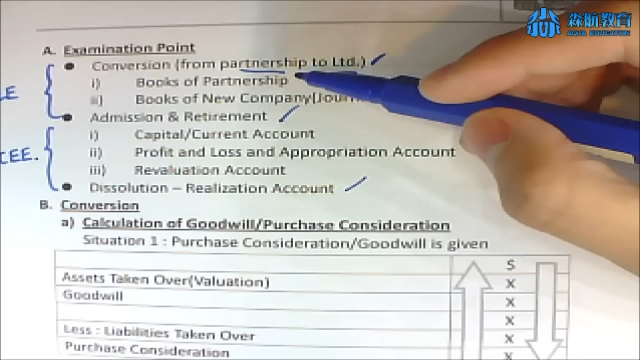 森航教育
A. Examination Point
Conversion (from partnership to Ltd.)
i) Books of Partnership
ii) Books of New Company(Journ
Admission & Retirement
i) Capital/Current Account
CEE.
ii) Profit and Loss and Appropriation Account
iii) Revaluation Account
Dissolution – Realization Account
B. Conversion
a) Calculation of Goodwill/Purchase Consideration
Situation 1 : Purchase Consideration/Goodwill is given
$
Assets Taken Over(Valuation) X
Goodwill X
X
Less : Liabilities Taken Over X
Purchase Consideration X